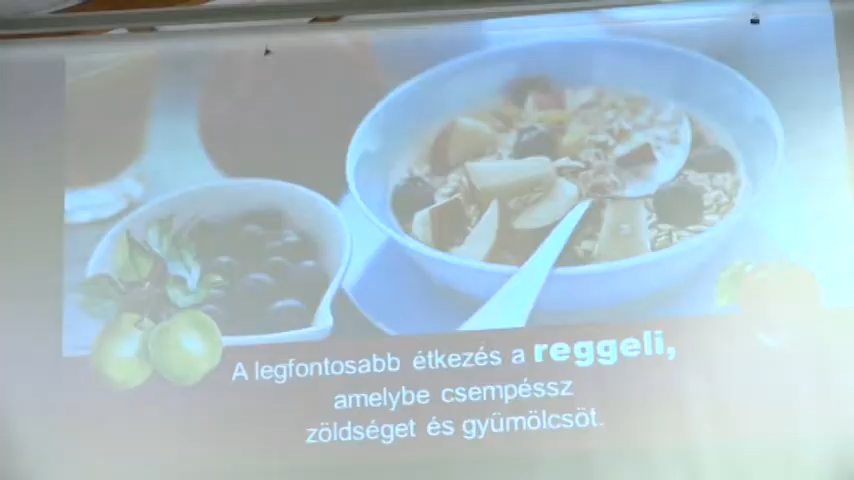 A legfontosabb étkezés a reggeli,
amelybe csempéssz
zöldséget és gyümölcsöt.